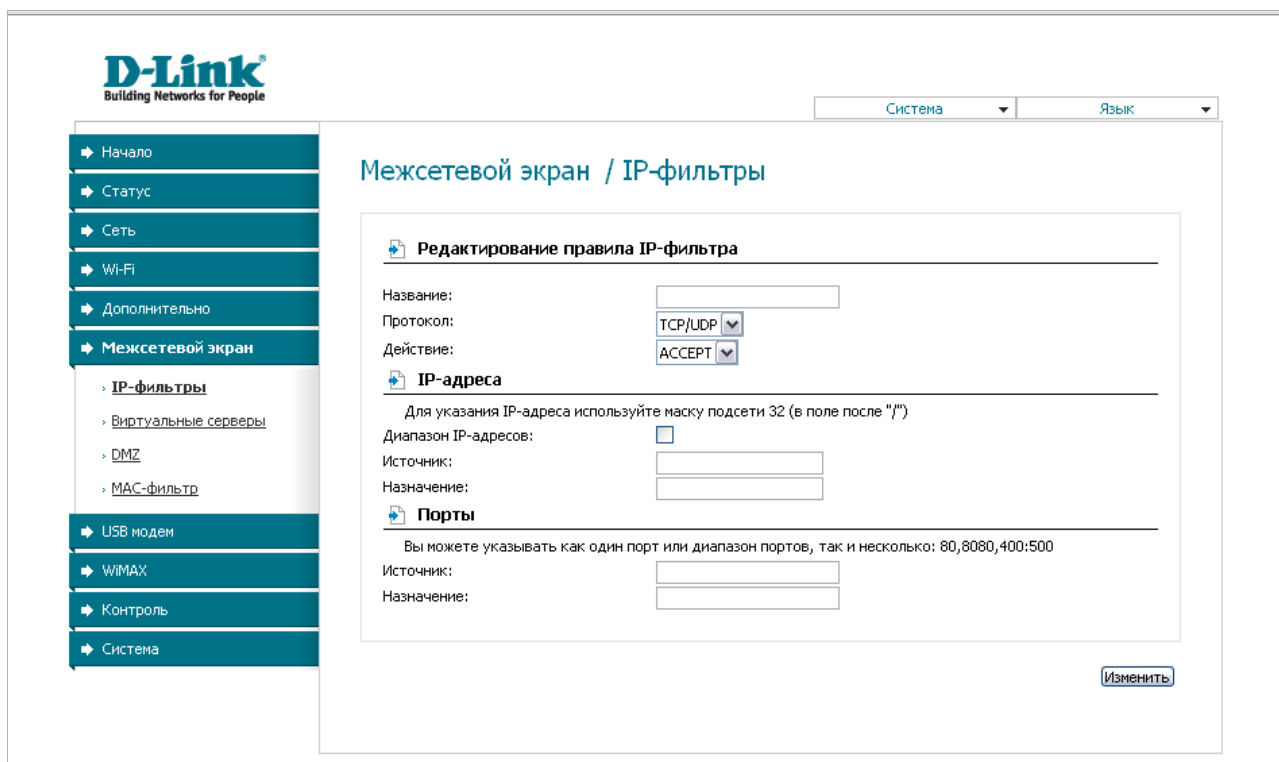 D-Link
Building Networks for People
Система
Язык
Начало
Статус
Сеть
Wi-Fi
Дополнительно
Межсетевой экран
IP-фильтры
Виртуальные серверы
DMZ
MAC-фильтр
USB модем
WiMAX
Контроль
Система
Межсетевой экран / IP-фильтры
Редактирование правила IP-фильтра
Название:
Протокол: TCP/UDP
Действие: ACCEPT
IP-адреса
Для указания IP-адреса используйте маску подсети 32 (в поле после "/")
Диапазон IP-адресов:
Источник:
Назначение:
Порты
Вы можете указывать как один порт или диапазон портов, так и несколько: 80,8080,400:500
Источник:
Назначение:
Изменить